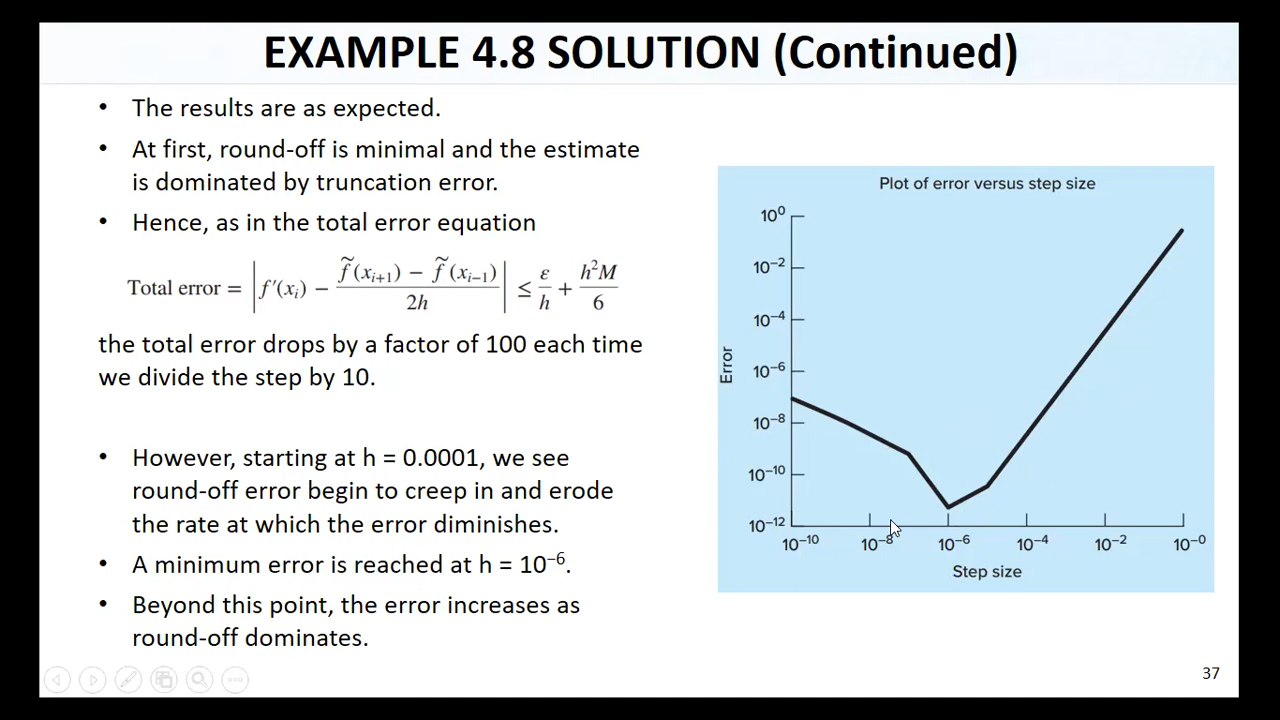 EXAMPLE 4.8 SOLUTION (Continued)
• The results are as expected.
• At first, round-off is minimal and the estimate
is dominated by truncation error.
• Hence, as in the total error equation
Total error = |f′(xᵢ) − (f̃(xᵢ₊₁) − f̃(xᵢ₋₁))/2h| ≤ ε/h + h²M/6
the total error drops by a factor of 100 each time
we divide the step by 10.
• However, starting at h = 0.0001, we see
round-off error begin to creep in and erode
the rate at which the error diminishes.
• A minimum error is reached at h = 10⁻⁶.
• Beyond this point, the error increases as
round-off dominates.
Plot of error versus step size
10⁰
10⁻²
10⁻⁴
10⁻⁶
10⁻⁸
10⁻¹⁰
10⁻¹²
Error
10⁻¹⁰ 10⁻⁸ 10⁻⁶ 10⁻⁴ 10⁻² 10⁻⁰
Step size
37